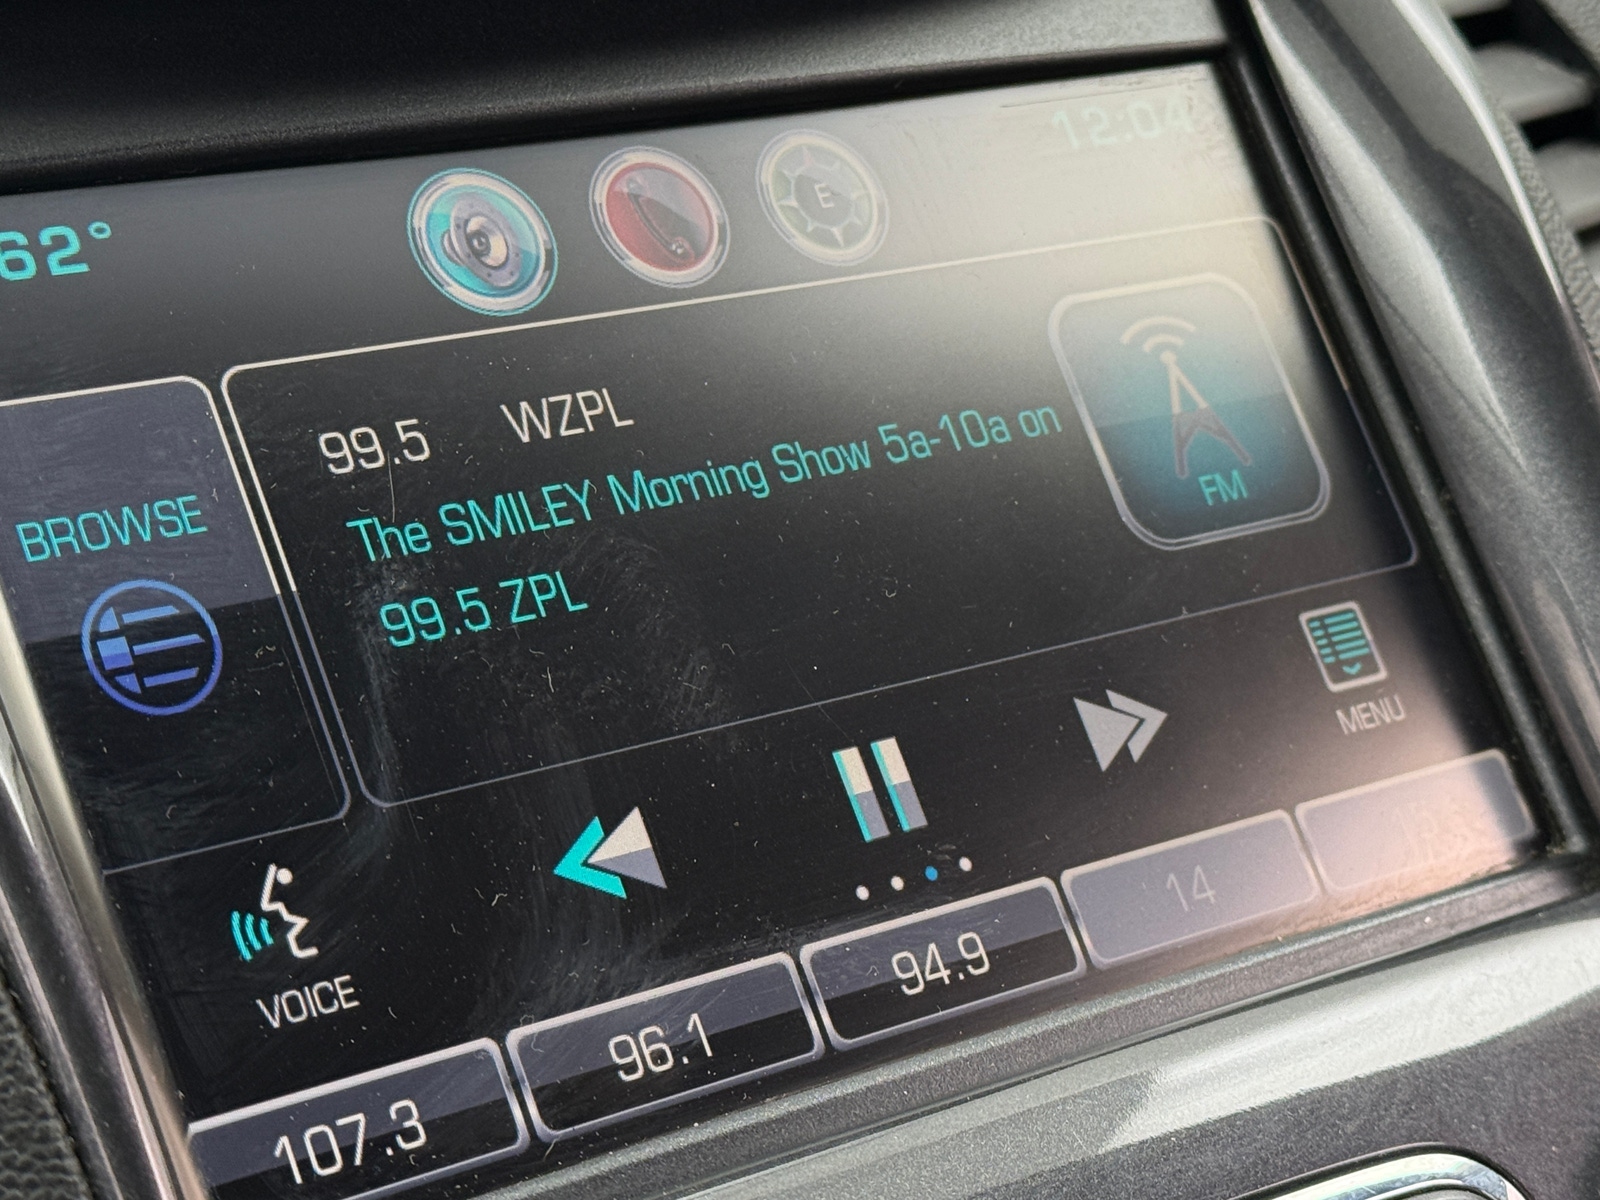 62°
E
12:04
BROWSE
99.5 WZPL
The SMILEY Morning Show 5a-10a on
99.5 ZPL
FM
MENU
VOICE
107.3
96.1
94.9
14